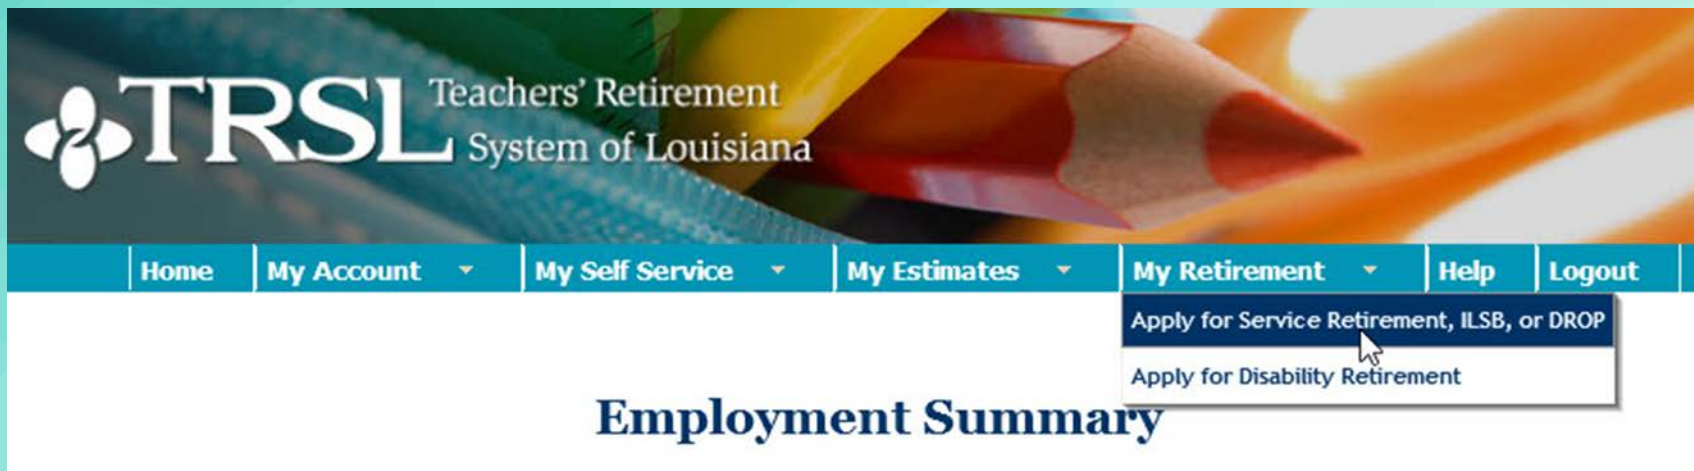 TRSL
Teachers' Retirement
System of Louisiana
Home My Account My Self Service My Estimates My Retirement Help Logout
Apply for Service Retirement, ILSB, or DROP
Apply for Disability Retirement
Employment Summary